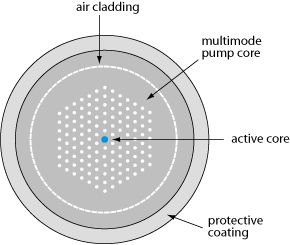 air cladding
multimode
pump core
active core
protective
coating